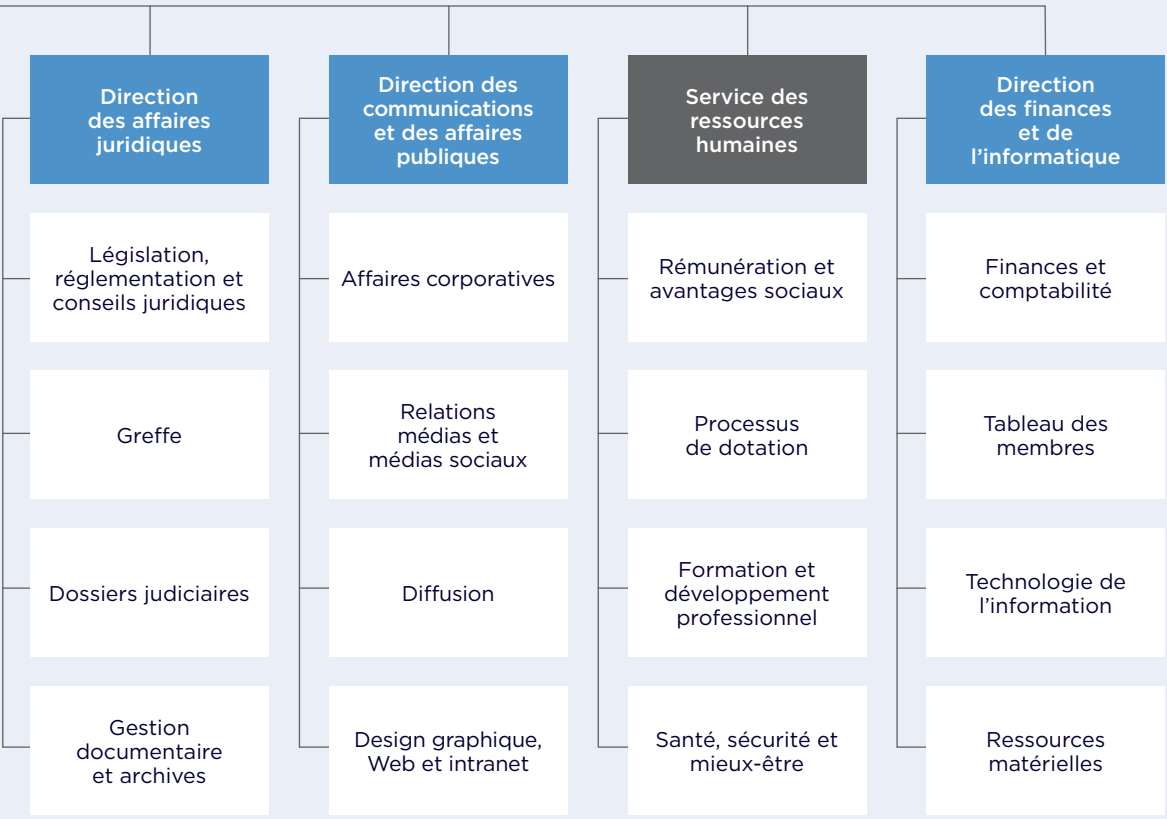 Direction
des affaires
juridiques
Législation,
réglementation et
conseils juridiques
Greffe
Dossiers judiciaires
Gestion
documentaire
et archives
Direction des
communications
et des affaires
publiques
Affaires corporatives
Relations
médias et
médias sociaux
Diffusion
Design graphique,
Web et intranet
Service des
ressources
humaines
Rémunération et
avantages sociaux
Processus
de dotation
Formation et
développement
professionnel
Santé, sécurité et
mieux-être
Direction
des finances
et de
l’informatique
Finances et
comptabilité
Tableau des
membres
Technologie de
l’information
Ressources
matérielles